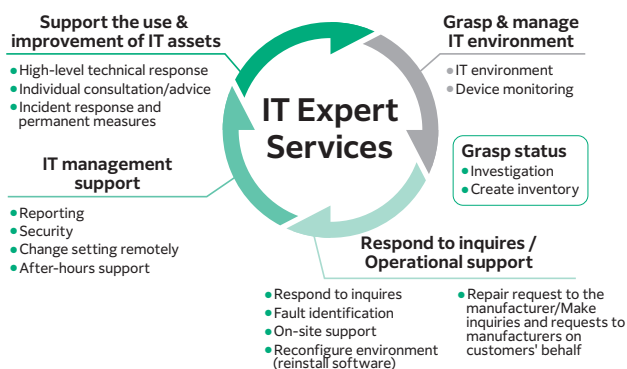 Support the use &
improvement of IT assets
High-level technical response
Individual consultation/advice
Incident response and
permanent measures
Grasp & manage
IT environment
IT environment
Device monitoring
IT Expert
Services
Grasp status
Investigation
Create inventory
IT management
support
Reporting
Security
Change setting remotely
After-hours support
Respond to inquires /
Operational support
Respond to inquires
Fault identification
On-site support
Reconfigure environment
(reinstall software)
Repair request to the
manufacturer/Make
inquiries and requests to
manufacturers on
customers' behalf